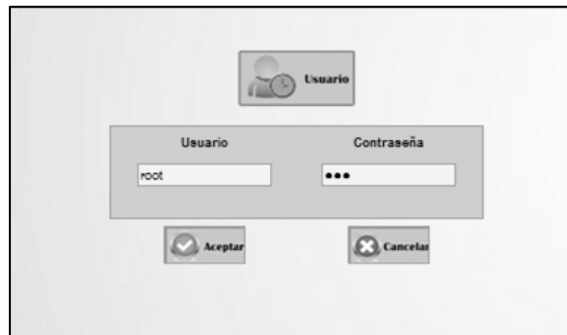 Usuario
Usuario Contraseña
root •••
Aceptar Cancelar